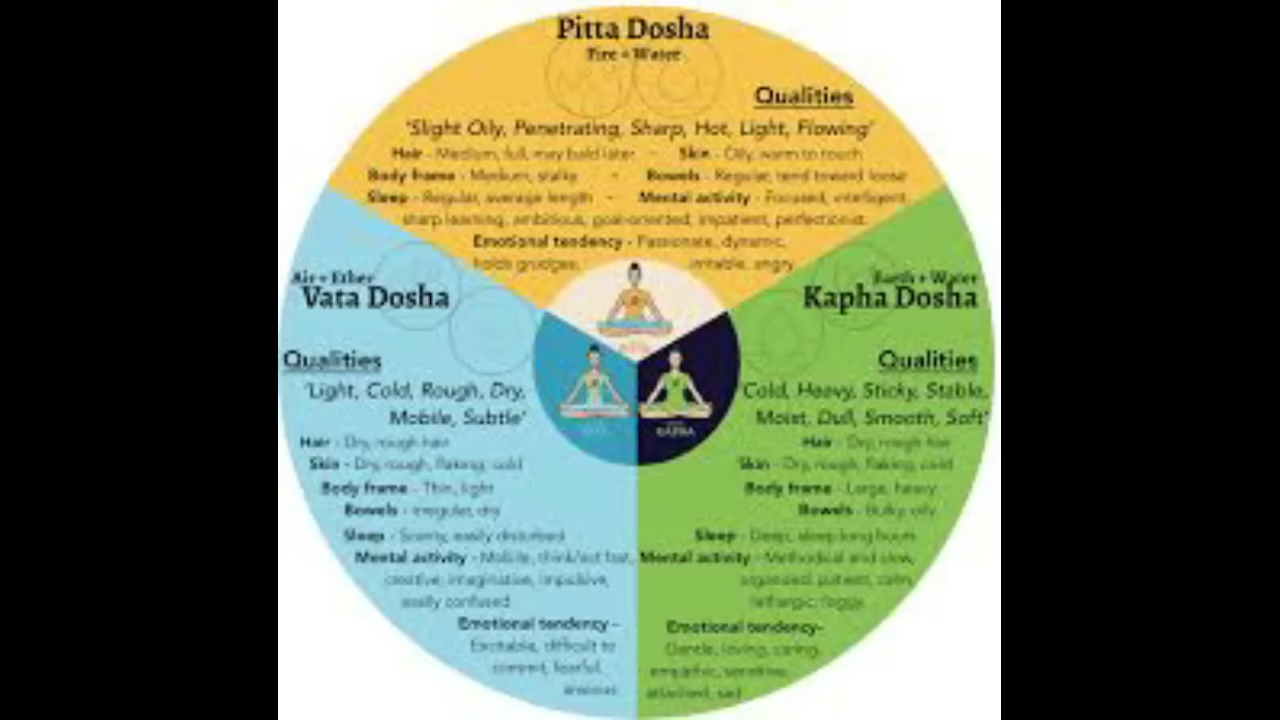 Pitta Dosha
Fire + Water
Qualities
'Slight Oily, Penetrating, Sharp, Hot, Light, Flowing'
Hair - Medium, full, may bald later - Skin - Oily, warm to touch
Body frame - Medium, stalky - Bowels - Regular, tend toward loose
Sleep - Regular, average length - Mental activity - Focused, intelligent,
sharp learning, ambitious, goal-oriented, impatient, perfectionist.
Emotional tendency - Passionate, dynamic,
holds grudges, irritable, angry
Air + Ether
Vata Dosha
Qualities
'Light, Cold, Rough, Dry,
Mobile, Subtle'
Hair - Dry, rough hair
Skin - Dry, rough, flaking, cold
Body frame - Thin, light
Bowels - Irregular, dry
Sleep - Scanty, easily disturbed
Mental activity - Mobile, think/act fast,
creative, imaginative, impulsive,
easily confused
Emotional tendency -
Excitable, difficult to
commit, fearful,
anxious
Earth + Water
Kapha Dosha
Qualities
'Cold, Heavy, Sticky, Stable,
Moist, Dull, Smooth, Soft'
Hair - Dry, rough hair
Skin - Dry, rough, flaking, cold
Body frame - Large, heavy
Bowels - Bulky, oily
Sleep - Deep, sleep long hours
Mental activity - Methodical and slow,
organized, patient, calm,
lethargic, foggy
Emotional tendency-
Gentle, loving, caring,
empathic, sensitive,
attached, sad
KAPHA